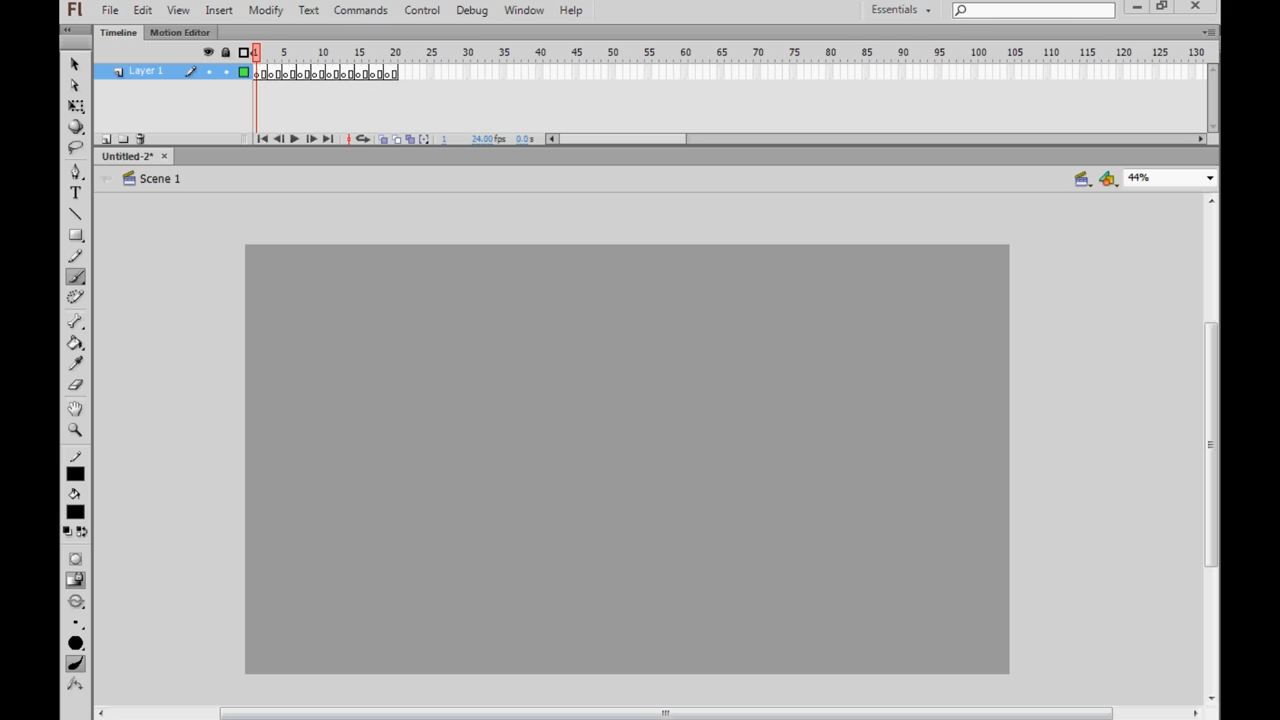 Fl File Edit View Insert Modify Text Commands Control Debug Window Help Essentials
Timeline Motion Editor
1 5 10 15 20 25 30 35 40 45 50 55 60 65 70 75 80 85 90 95 100 105 110 115 120 125 130
Layer 1
1 24.00 fps 0.0 s
Untitled-2*
Scene 1 44%
T